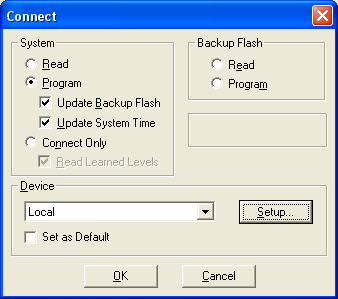 Connect
System
Read
Program
Update Backup Flash
Update System Time
Connect Only
Read Learned Levels
Backup Flash
Read
Program
Device
Local
Setup...
Set as Default
OK
Cancel